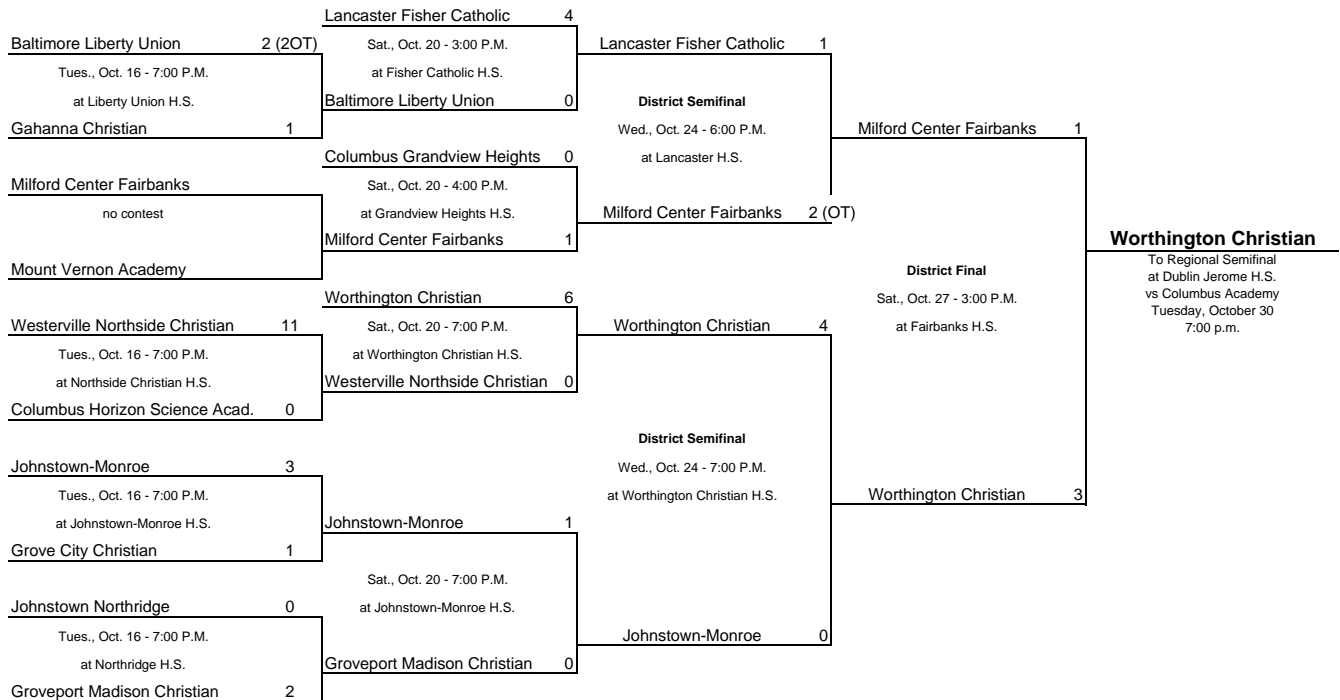 Baltimore Liberty Union 2 (2OT)
Tues., Oct. 16 - 7:00 P.M.
at Liberty Union H.S.
Gahanna Christian 1
Milford Center Fairbanks
no contest
Mount Vernon Academy
Westerville Northside Christian 11
Tues., Oct. 16 - 7:00 P.M.
at Northside Christian H.S.
Columbus Horizon Science Acad. 0
Johnstown-Monroe 3
Tues., Oct. 16 - 7:00 P.M.
at Johnstown-Monroe H.S.
Grove City Christian 1
Johnstown Northridge 0
Tues., Oct. 16 - 7:00 P.M.
at Northridge H.S.
Groveport Madison Christian 2
Lancaster Fisher Catholic 4
Sat., Oct. 20 - 3:00 P.M.
at Fisher Catholic H.S.
Baltimore Liberty Union 0
Columbus Grandview Heights 0
Sat., Oct. 20 - 4:00 P.M.
at Grandview Heights H.S.
Milford Center Fairbanks 1
Worthington Christian 6
Sat., Oct. 20 - 7:00 P.M.
at Worthington Christian H.S.
Westerville Northside Christian 0
Johnstown-Monroe 1
Sat., Oct. 20 - 7:00 P.M.
at Johnstown-Monroe H.S.
Groveport Madison Christian 0
Lancaster Fisher Catholic 1
District Semifinal
Wed., Oct. 24 - 6:00 P.M.
at Lancaster H.S.
Milford Center Fairbanks 2 (OT)
Worthington Christian 4
District Semifinal
Wed., Oct. 24 - 7:00 P.M.
at Worthington Christian H.S.
Johnstown-Monroe 0
Milford Center Fairbanks 1
District Final
Sat., Oct. 27 - 3:00 P.M.
at Fairbanks H.S.
Worthington Christian 3
Worthington Christian
To Regional Semifinal
at Dublin Jerome H.S.
vs Columbus Academy
Tuesday, October 30
7:00 p.m.